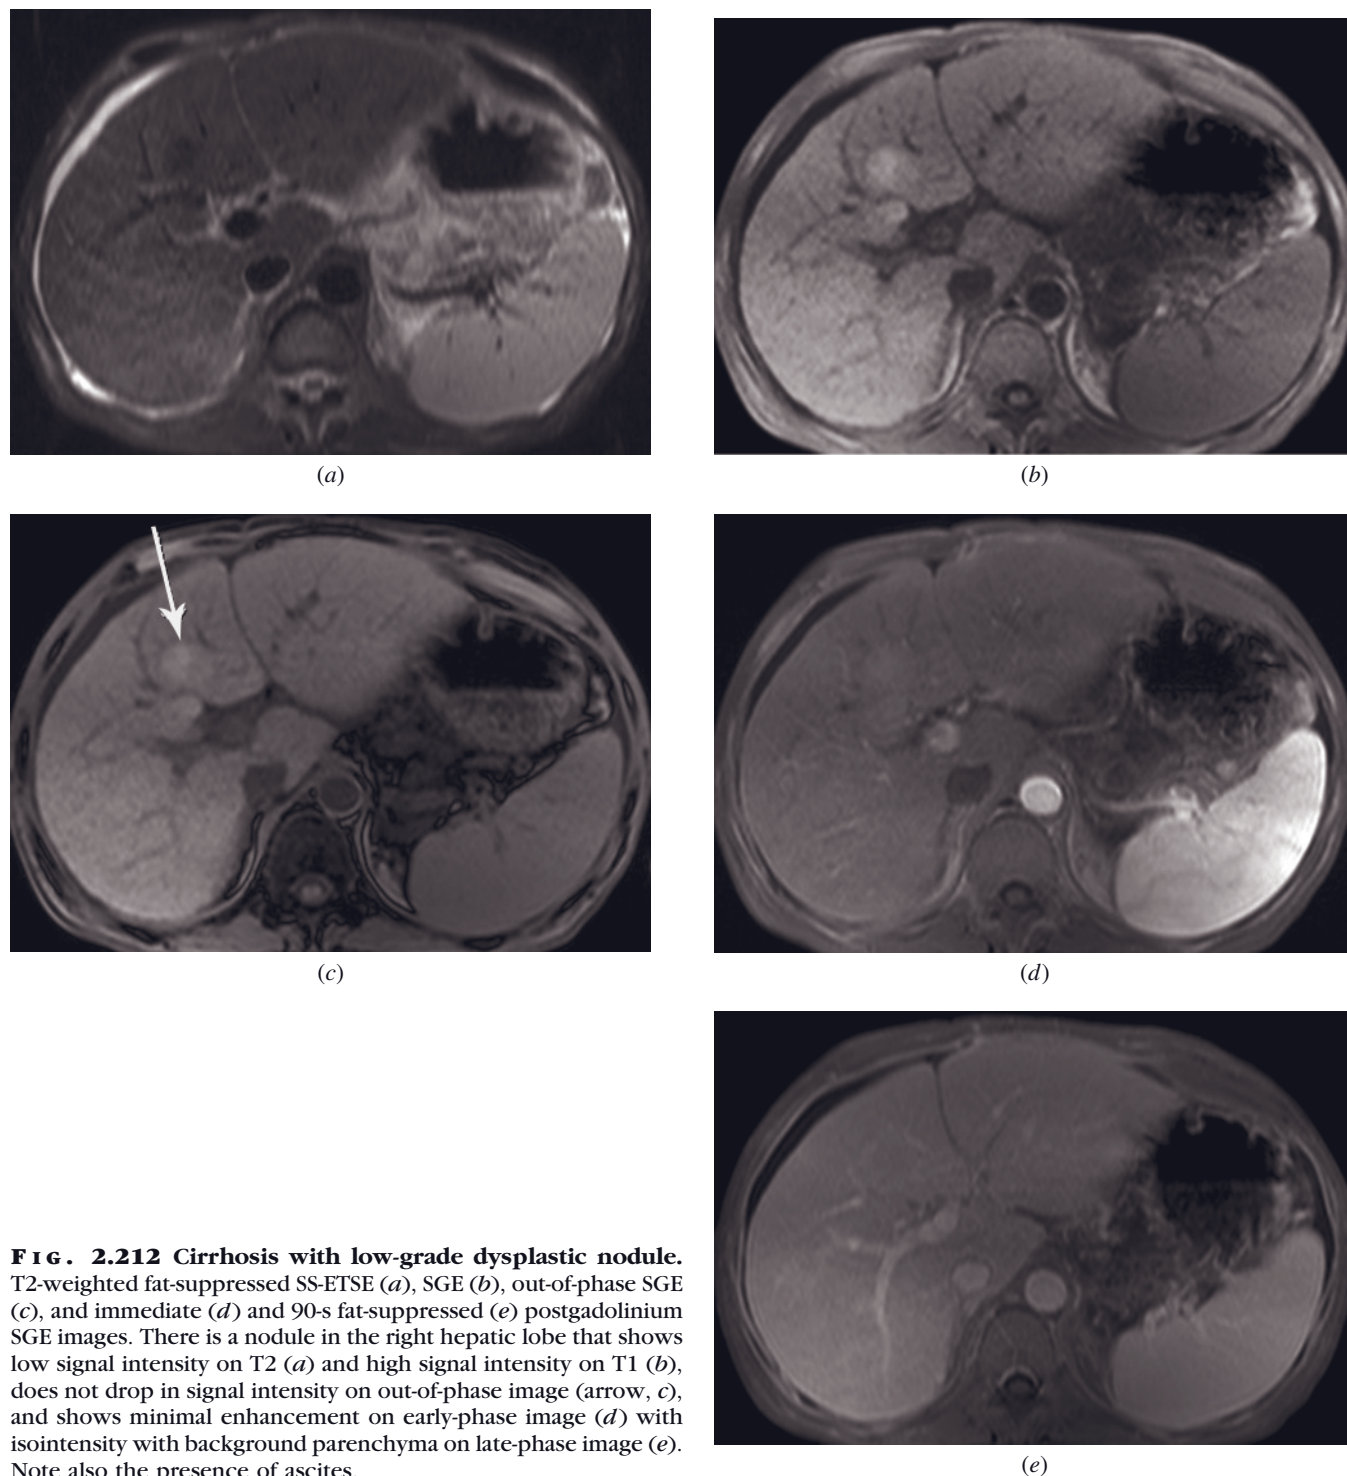 (a)
(b)
(c)
(d)
(e)
FIG. 2.212 Cirrhosis with low-grade dysplastic nodule.
T2-weighted fat-suppressed SS-ETSE (a), SGE (b), out-of-phase SGE
(c), and immediate (d) and 90-s fat-suppressed (e) postgadolinium
SGE images. There is a nodule in the right hepatic lobe that shows
low signal intensity on T2 (a) and high signal intensity on T1 (b),
does not drop in signal intensity on out-of-phase image (arrow, c),
and shows minimal enhancement on early-phase image (d) with
isointensity with background parenchyma on late-phase image (e).
Note also the presence of ascites.